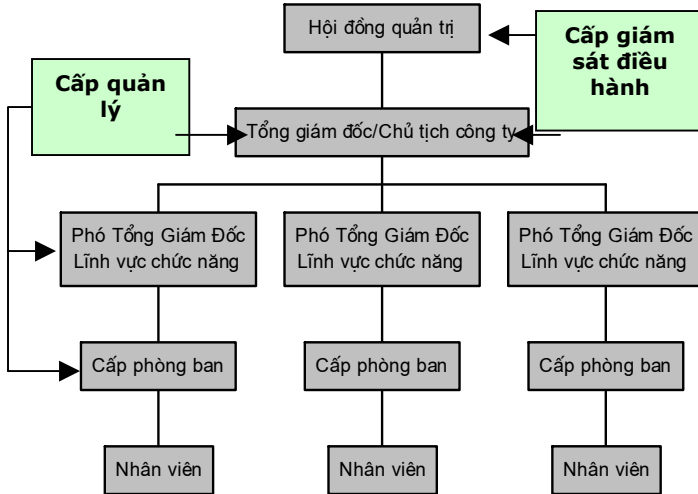 Hội đồng quản trị
Cấp giám
sát điều
hành
Cấp quản
lý
Tổng giám đốc/Chủ tịch công ty
Phó Tổng Giám Đốc
Lĩnh vực chức năng
Phó Tổng Giám Đốc
Lĩnh vực chức năng
Phó Tổng Giám Đốc
Lĩnh vực chức năng
Cấp phòng ban
Cấp phòng ban
Cấp phòng ban
Nhân viên
Nhân viên
Nhân viên